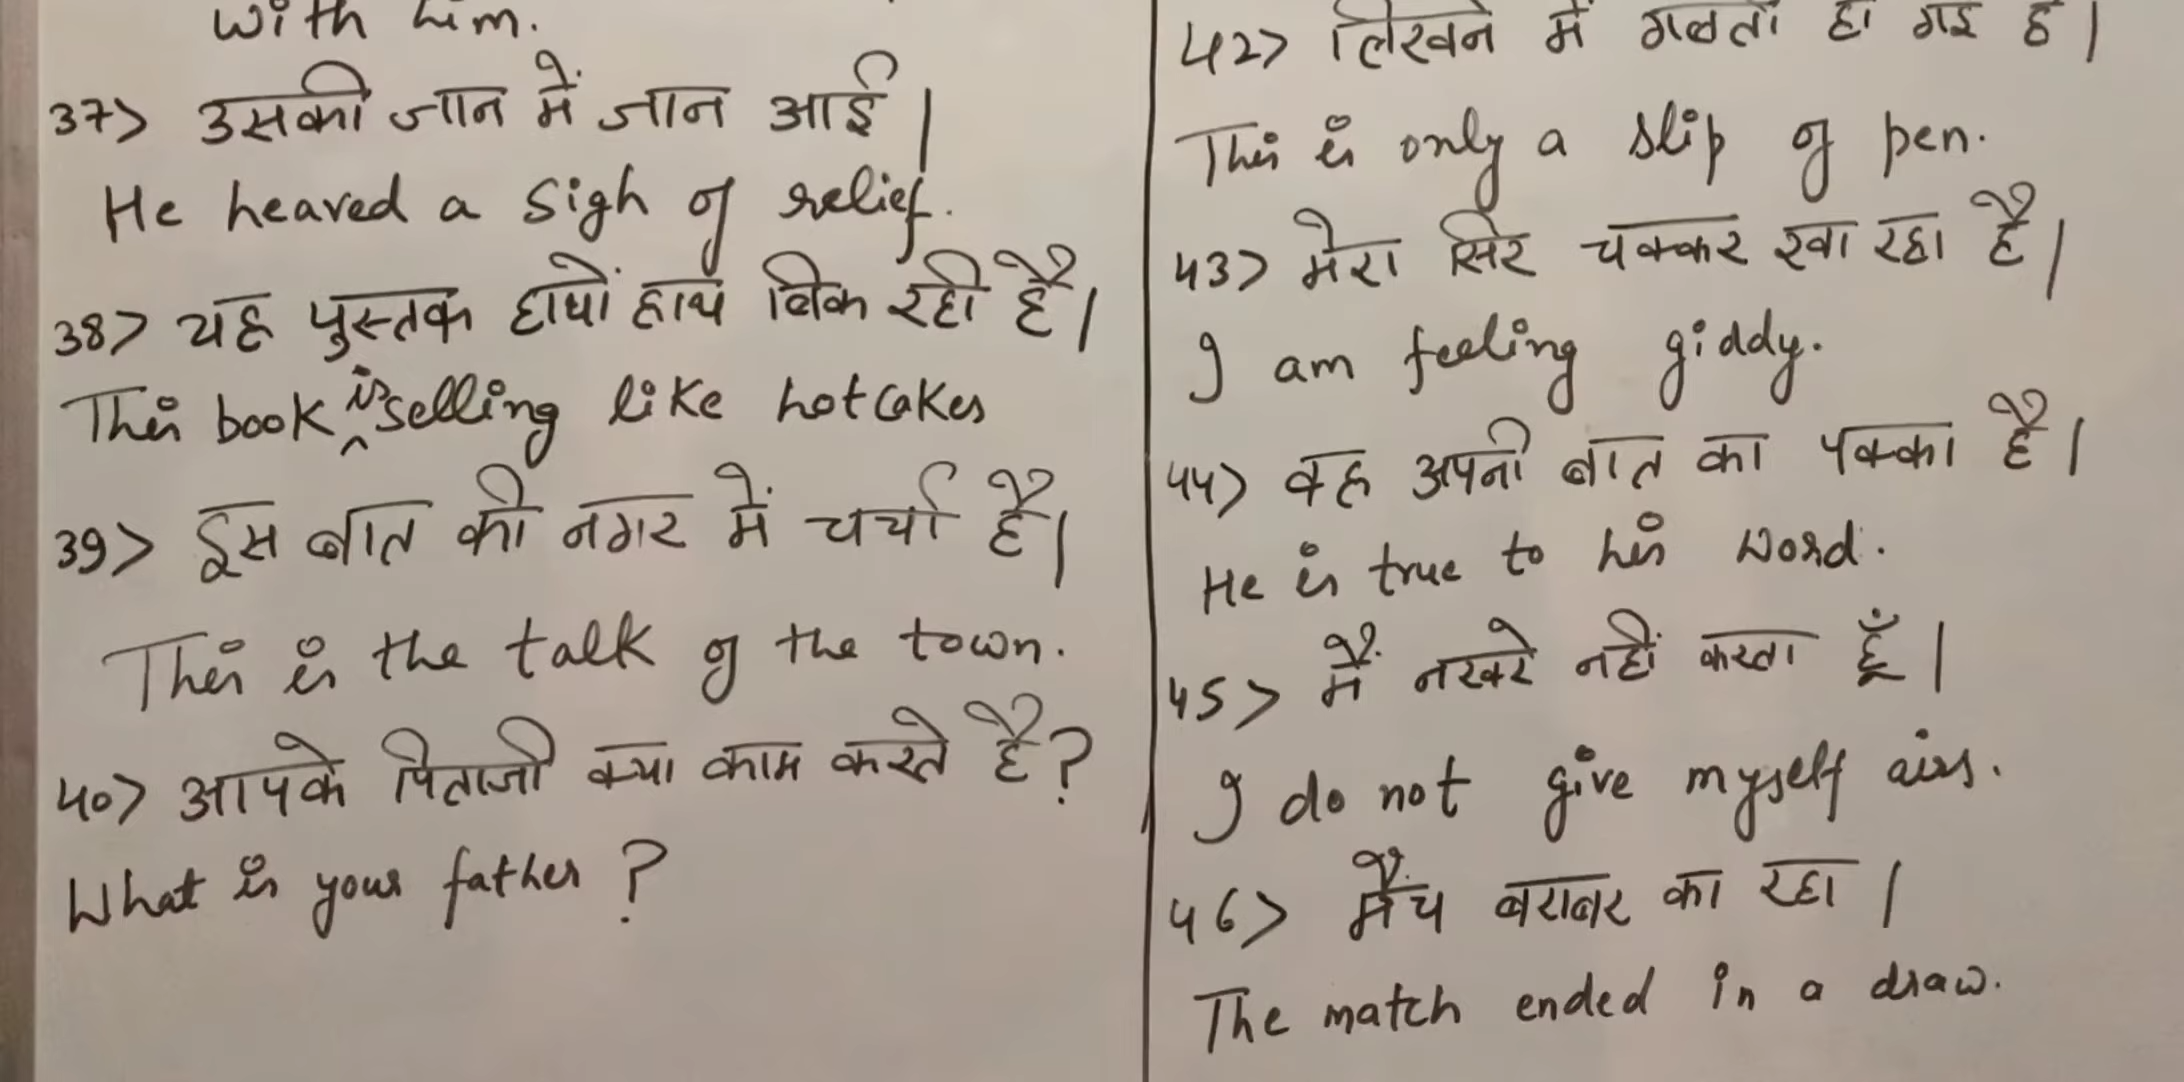 with him.
37> उसकी जान में जान आई|
He heaved a sigh of relief.
38> यह पुस्तक हाथों हाथ बिक रही है|
This book is selling like hotcakes
39> इस बात की नगर में चर्चा है|
This is the talk of the town.
40> आपके पिताजी क्या काम करते है?
What is your father?
42> लिखने में गलती हो गई है|
This is only a slip of pen.
43> मेरा सिर चक्कर खा रहा है|
I am feeling giddy.
44> वह अपनी बात का पक्का है|
He is true to his word.
45> मैं नखरे नहीं करता हूँ|
I do not give myself airs.
46> मैंच बराबर का रहा|
The match ended in a draw.